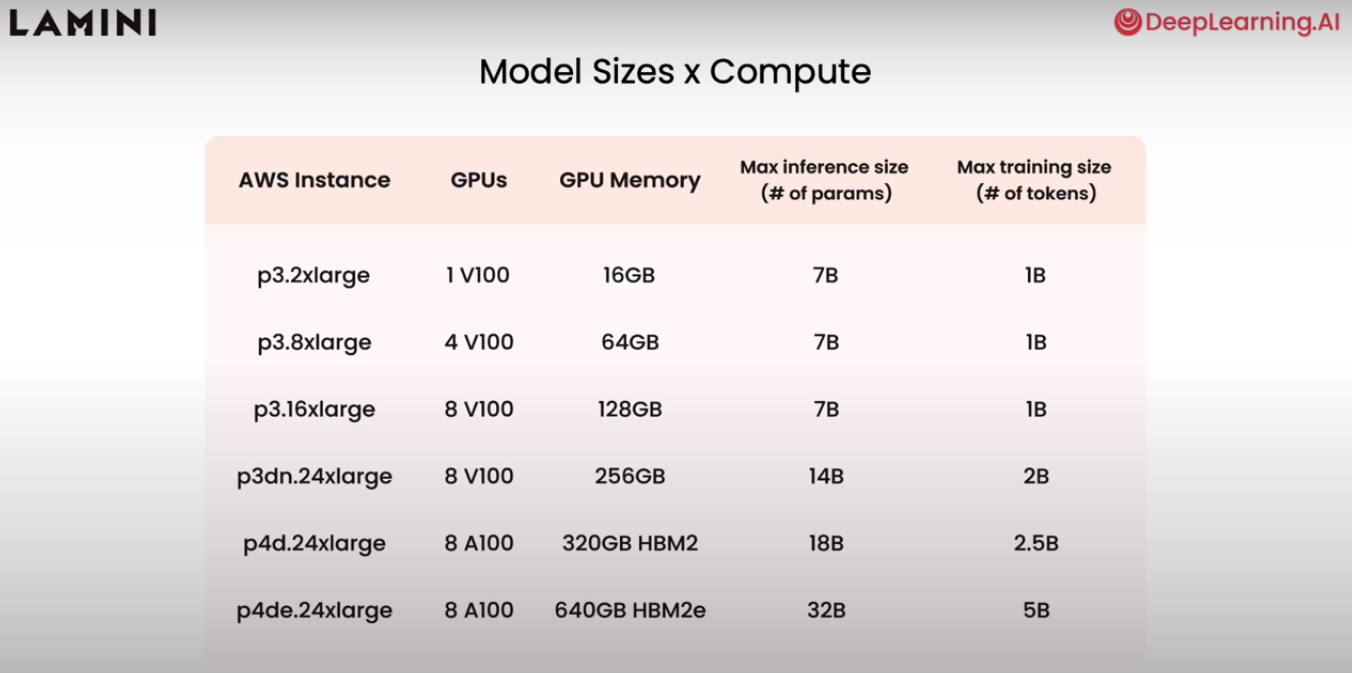 LAMINI
DeepLearning.AI
Model Sizes x Compute
AWS Instance GPUs GPU Memory Max inference size (# of params) Max training size (# of tokens)
p3.2xlarge 1 V100 16GB 7B 1B
p3.8xlarge 4 V100 64GB 7B 1B
p3.16xlarge 8 V100 128GB 7B 1B
p3dn.24xlarge 8 V100 256GB 14B 2B
p4d.24xlarge 8 A100 320GB HBM2 18B 2.5B
p4de.24xlarge 8 A100 640GB HBM2e 32B 5B